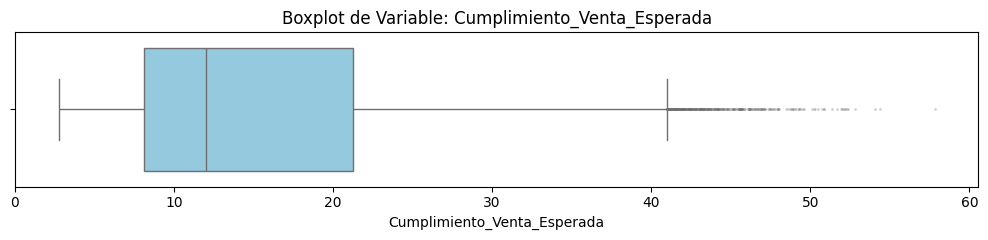 Boxplot de Variable: Cumplimiento_Venta_Esperada
0 10 20 30 40 50 60
Cumplimiento_Venta_Esperada